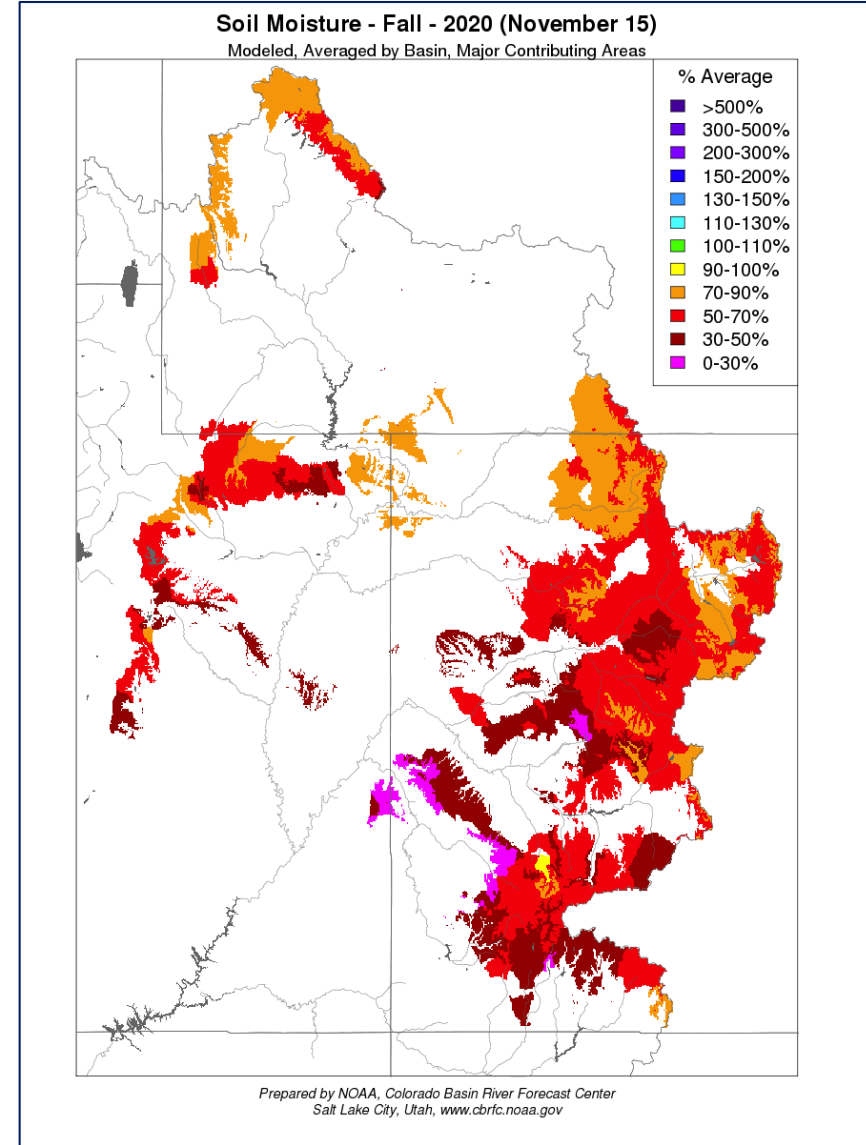 Soil Moisture - Fall - 2020 (November 15)
Modeled, Averaged by Basin, Major Contributing Areas
% Average
>500%
300-500%
200-300%
150-200%
130-150%
110-130%
100-110%
90-100%
70-90%
50-70%
30-50%
0-30%
Prepared by NOAA, Colorado Basin River Forecast Center
Salt Lake City, Utah, www.cbrfc.noaa.gov